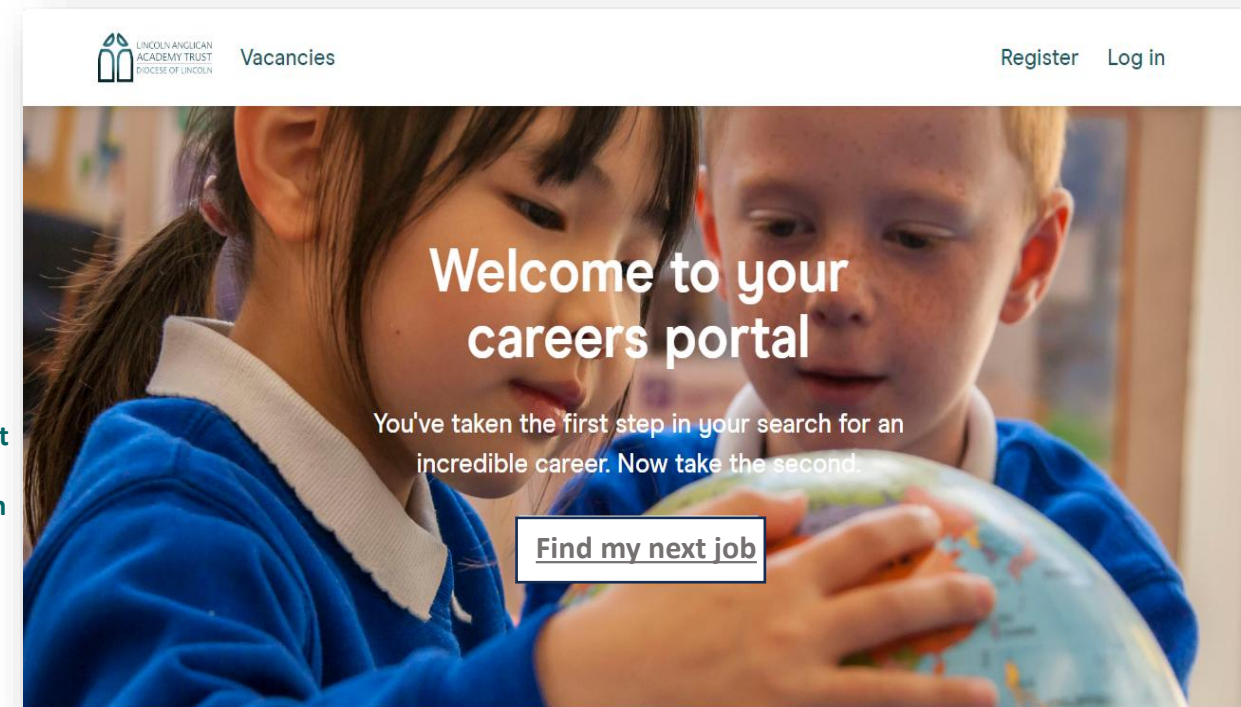 LINCOLN ANGLICAN
ACADEMY TRUST
DIOCESE OF LINCOLN
Vacancies
Register
Log in
Welcome to your
careers portal
You've taken the first step in your search for an
incredible career. Now take the second.
Find my next job